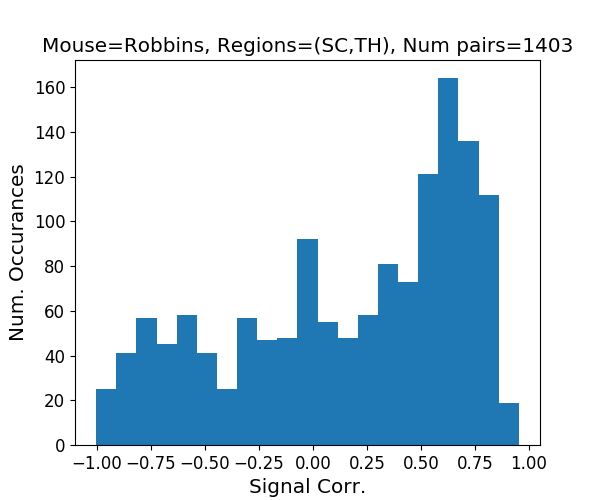 Mouse=Robbins, Regions=(SC,TH), Num pairs=1403
Num. Occurances
160
140
120
100
80
60
40
20
0
−1.00 −0.75 −0.50 −0.25 0.00 0.25 0.50 0.75 1.00
Signal Corr.